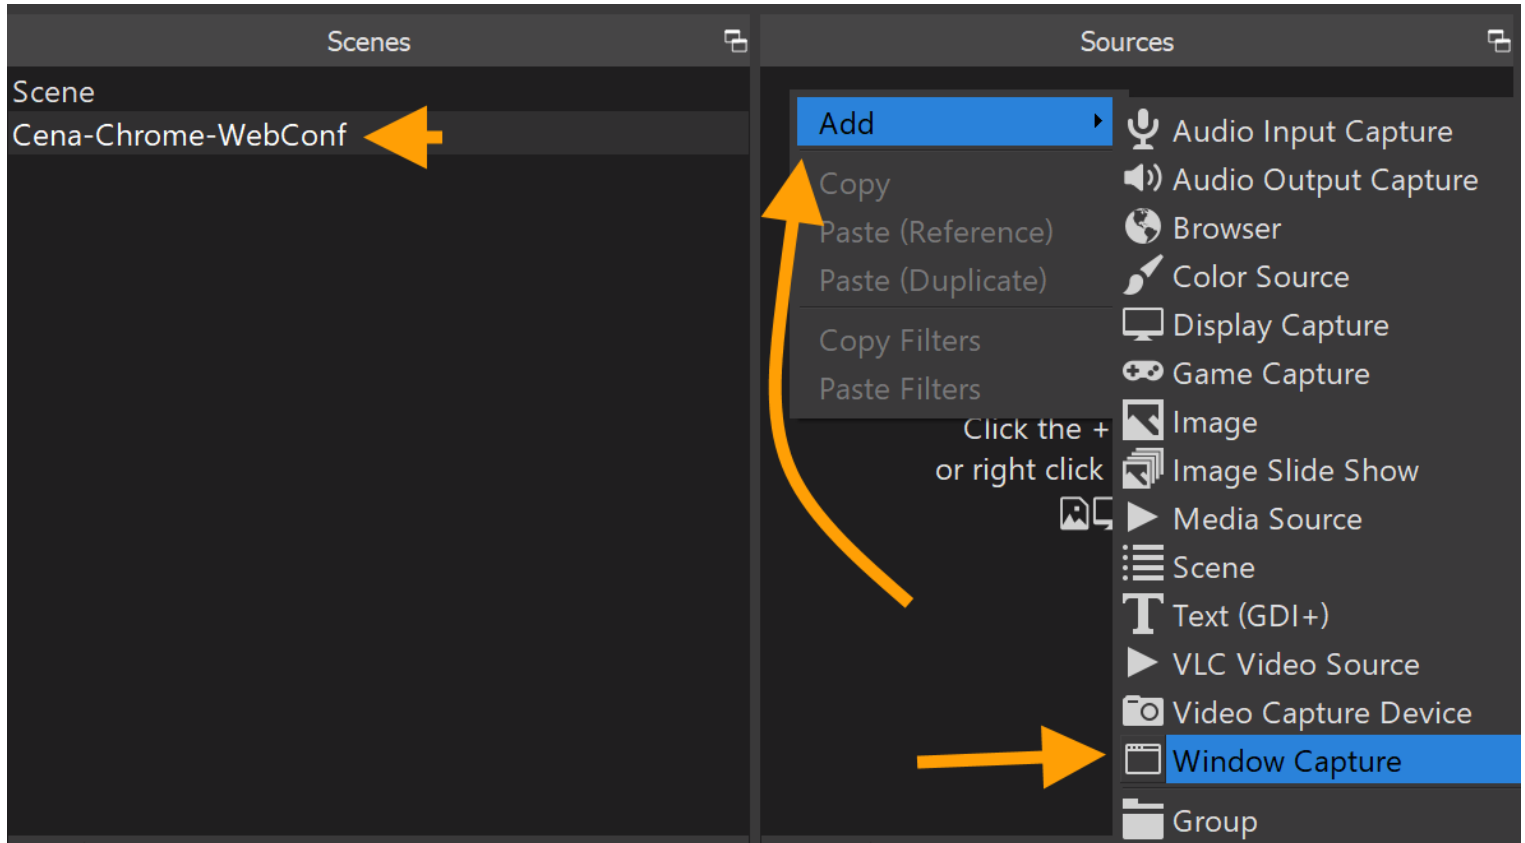 Scenes
Scene
Cena-Chrome-WebConf
Sources
Add
Copy
Paste (Reference)
Paste (Duplicate)
Copy Filters
Paste Filters
Click the +
or right click
Audio Input Capture
Audio Output Capture
Browser
Color Source
Display Capture
Game Capture
Image
Image Slide Show
Media Source
Scene
Text (GDI+)
VLC Video Source
Video Capture Device
Window Capture
Group